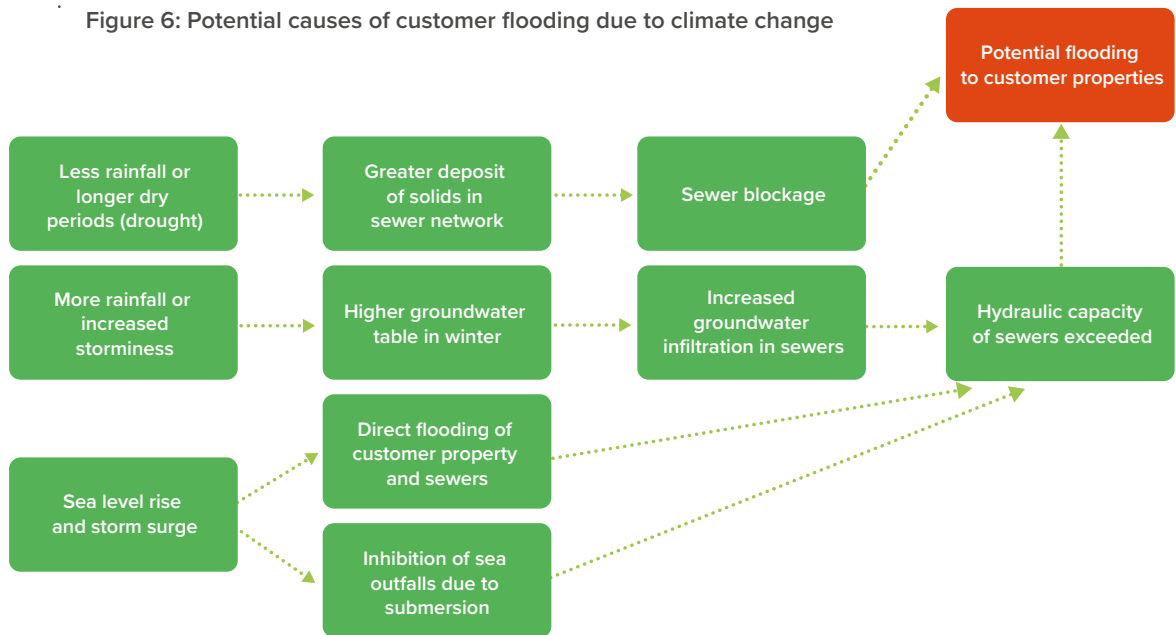 Figure 6: Potential causes of customer flooding due to climate change
Potential flooding
to customer properties
Less rainfall or
longer dry
periods (drought)
Greater deposit
of solids in
sewer network
Sewer blockage
More rainfall or
increased
storminess
Higher groundwater
table in winter
Increased
groundwater
infiltration in sewers
Hydraulic capacity
of sewers exceeded
Sea level rise
and storm surge
Direct flooding of
customer property
and sewers
Inhibition of sea
outfalls due to
submersion